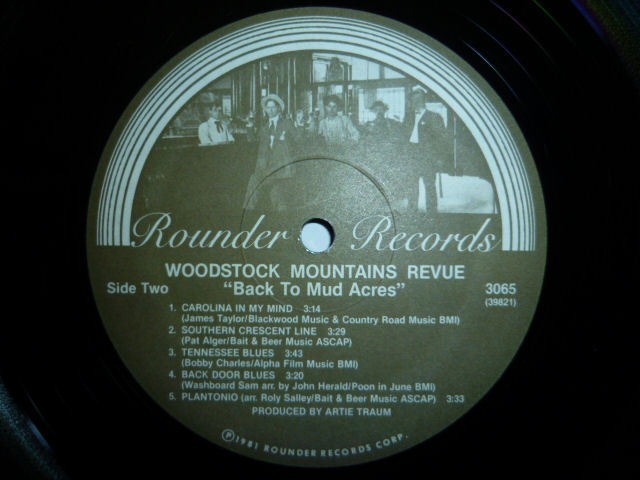 Rounder Records
WOODSTOCK MOUNTAINS REVUE
Side Two "Back To Mud Acres" 3065
(39821)
1. CAROLINA IN MY MIND 3:14
(James Taylor/Blackwood Music & Country Road Music BMI)
2. SOUTHERN CRESCENT LINE 3:29
(Pat Alger/Bait & Beer Music ASCAP)
3. TENNESSEE BLUES 3:43
(Bobby Charles/Alpha Film Music BMI)
4. BACK DOOR BLUES 3:20
(Washboard Sam arr. by John Herald/Poon in June BMI)
5. PLANTONIO (arr. Roly Salley/Bait & Beer Music ASCAP) 3:33
PRODUCED BY ARTIE TRAUM
Ⓟ1981 ROUNDER RECORDS CORP.